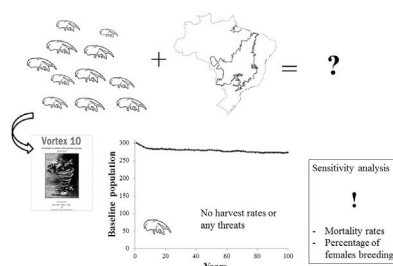 +
=
?
Vortex 10
Baseline population
300
250
200
150
100
50
0
No harvest rates or
any threats
0
20
40
60
80
100
Years
Sensitivity analysis
!
- Mortality rates
- Percentage of
females breeding